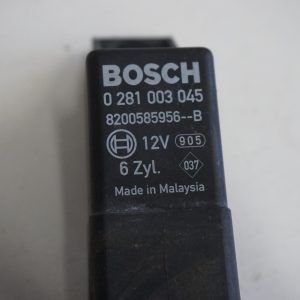 BOSCH
0 281 003 045
8200585956--B
12V 905
6 Zyl. 037
Made in Malaysia